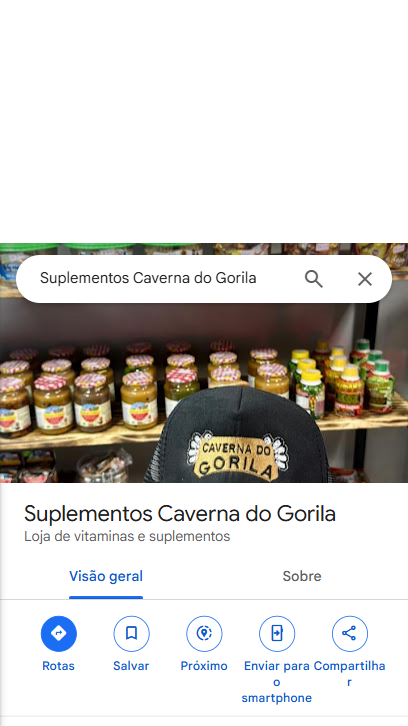 Suplementos Caverna do Gorila
CAVERNA DO
GORILA
Suplementos Caverna do Gorila
Loja de vitaminas e suplementos
Visão geral
Sobre
Rotas
Salvar
Próximo
Enviar para
o
smartphone
Compartilha
r